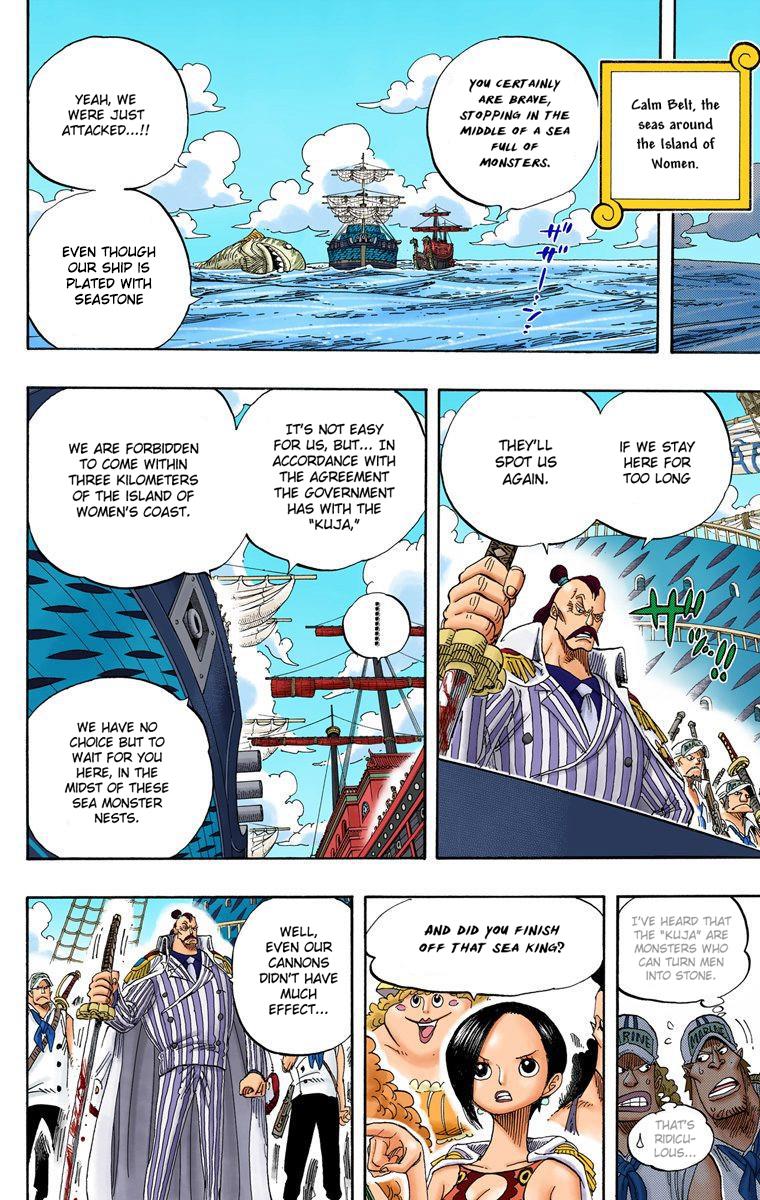 Calm Belt, the
seas around
the Island of
Women.
YOU CERTAINLY
ARE BRAVE,
STOPPING IN THE
MIDDLE OF A SEA
FULL OF
MONSTERS.
ザザーン
YEAH, WE
WERE JUST
ATTACKED...!!
EVEN THOUGH
OUR SHIP IS
PLATED WITH
SEASTONE
IF WE STAY
HERE FOR
TOO LONG
THEY'LL
SPOT US
AGAIN.
IT'S NOT EASY
FOR US, BUT... IN
ACCORDANCE WITH
THE AGREEMENT
THE GOVERNMENT
HAS WITH THE
"KUJA,"
WE ARE FORBIDDEN
TO COME WITHIN
THREE KILOMETERS
OF THE ISLAND OF
WOMEN'S COAST.
WE HAVE NO
CHOICE BUT TO
WAIT FOR YOU
HERE, IN THE
MIDST OF THESE
SEA MONSTER
NESTS.
I'VE HEARD THAT
THE "KUJA" ARE
MONSTERS WHO
CAN TURN MEN
INTO STONE.
MARINE
MARINE
THAT'S
RIDICU-
LOUS...
AND DID YOU FINISH
OFF THAT SEA KING?
WELL,
EVEN OUR
CANNONS
DIDN'T HAVE
MUCH
EFFECT...